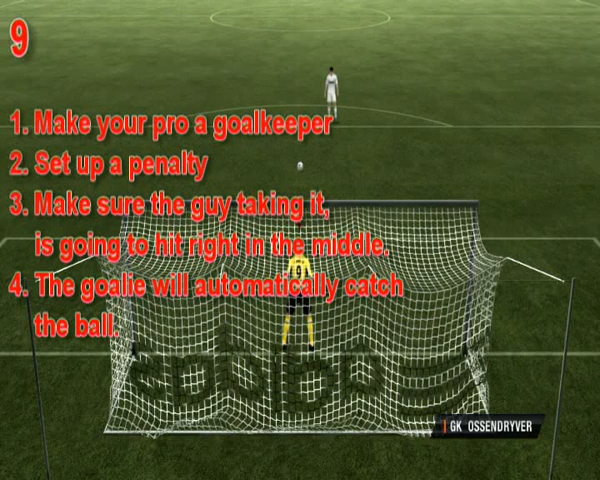 9
1. Make your pro a goalkeeper
2. Set up a penalty
3. Make sure the guy taking it,
is going to hit right in the middle.
4. The goalie will automatically catch
the ball.
adidas
GK OSSENDRYVER